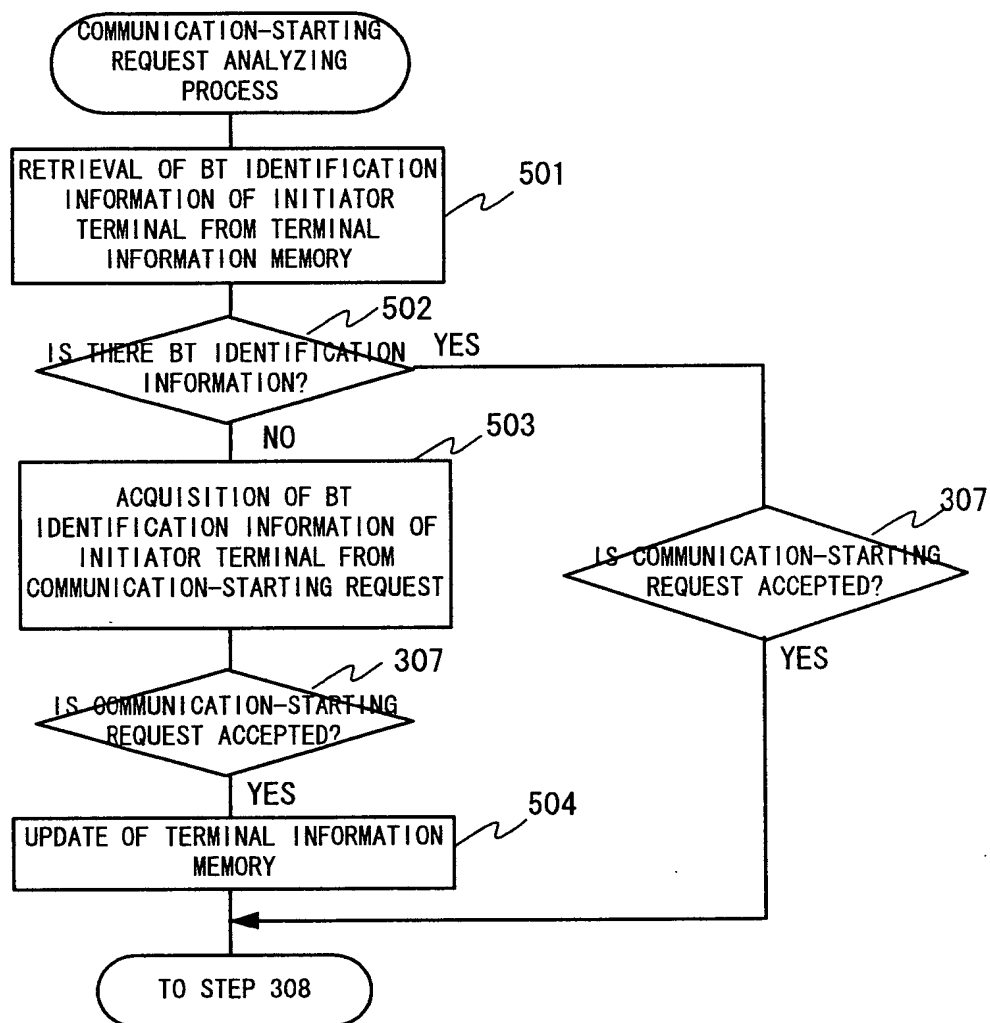 COMMUNICATION-STARTING
REQUEST ANALYZING
PROCESS
RETRIEVAL OF BT IDENTIFICATION
INFORMATION OF INITIATOR
TERMINAL FROM TERMINAL
INFORMATION MEMORY
501
502
IS THERE BT IDENTIFICATION
INFORMATION?
YES
NO
503
ACQUISITION OF BT
IDENTIFICATION INFORMATION OF
INITIATOR TERMINAL FROM
COMMUNICATION-STARTING REQUEST
307
IS COMMUNICATION-STARTING
REQUEST ACCEPTED?
YES
307
IS COMMUNICATION-STARTING
REQUEST ACCEPTED?
YES
504
UPDATE OF TERMINAL INFORMATION
MEMORY
TO STEP 308